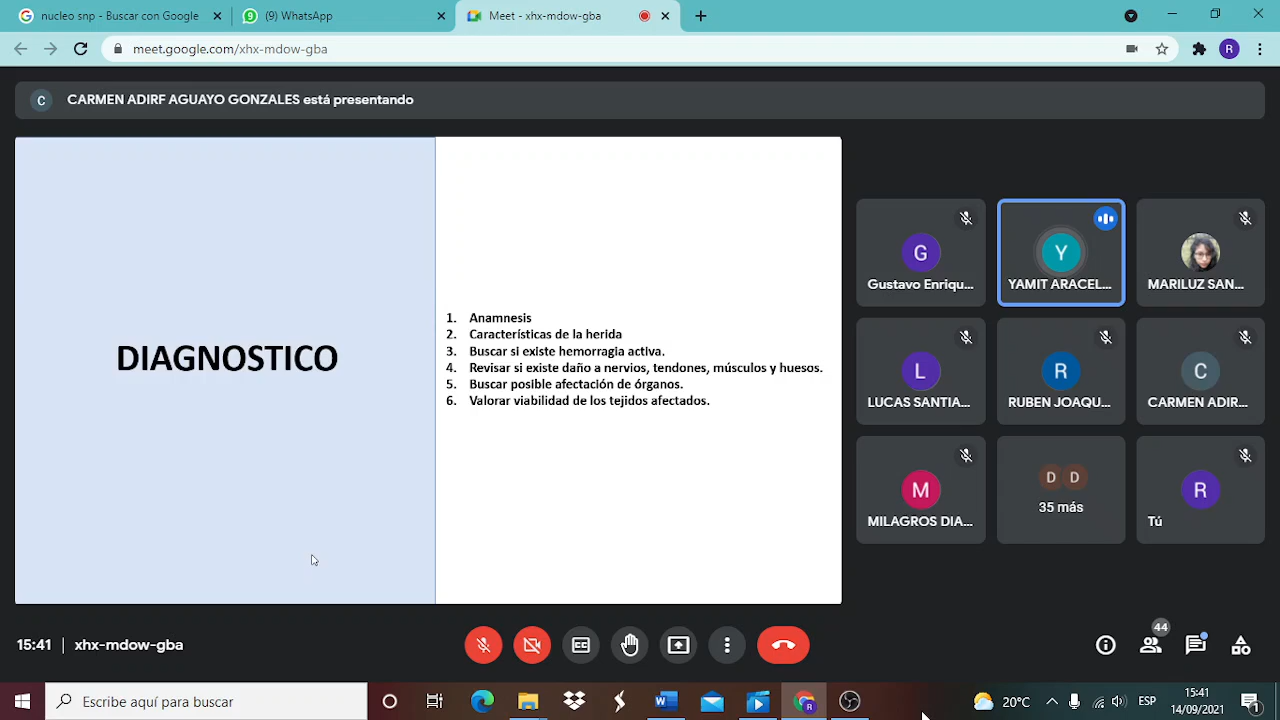 nucleo snp - Buscar con Google
(9) WhatsApp
Meet - xhx-mdow-gba
meet.google.com/xhx-mdow-gba
R
C CARMEN ADIRF AGUAYO GONZALES está presentando
DIAGNOSTICO
1. Anamnesis
2. Características de la herida
3. Buscar si existe hemorragia activa.
4. Revisar si existe daño a nervios, tendones, músculos y huesos.
5. Buscar posible afectación de órganos.
6. Valorar viabilidad de los tejidos afectados.
G
Gustavo Enriqu...
Y
YAMIT ARACEL...
MARILUZ SAN...
L
LUCAS SANTIA...
R
RUBEN JOAQU...
C
CARMEN ADIR...
M
MILAGROS DIA...
D D
35 más
R
Tú
15:41 | xhx-mdow-gba
44
Escribe aquí para buscar
20°C
ESP
15:41
14/09/2021
1